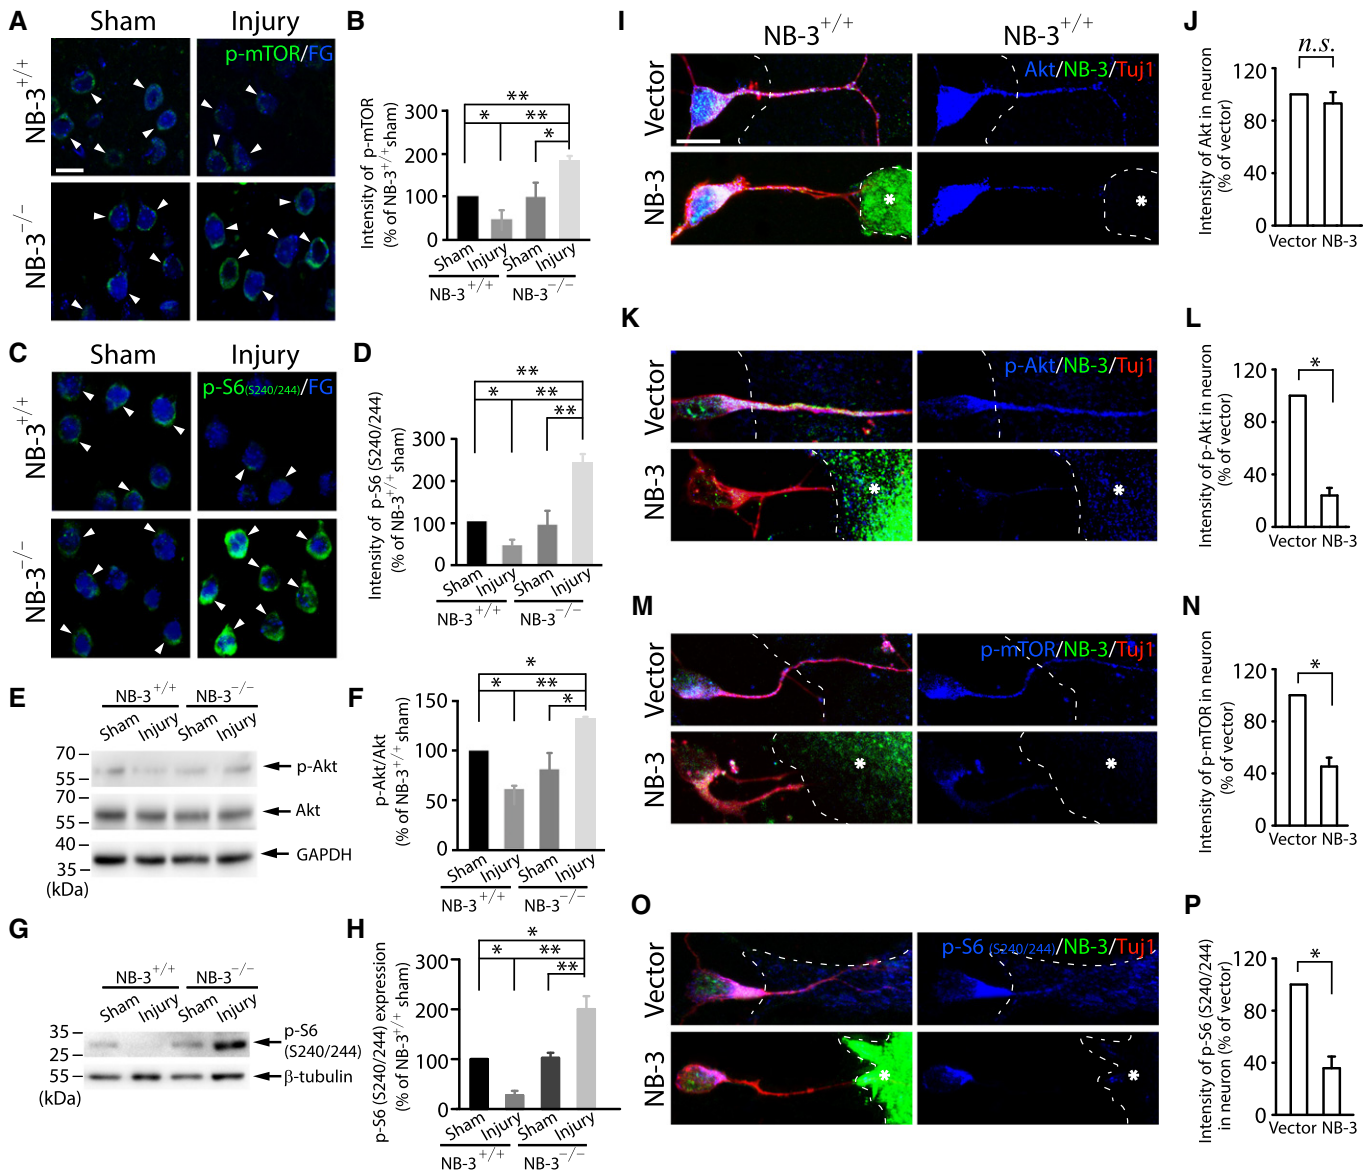 A
Sham
Injury
NB-3+/+
NB-3−/−
p-mTOR/FG
B
Intensity of p-mTOR
(% of NB-3+/+ sham)
300
200
100
0
**
* **
*
Sham Injury Sham Injury
NB-3+/+ NB-3−/−
C
Sham
Injury
NB-3+/+
NB-3−/−
p-S6(S240/244)/FG
D
Intensity of p-S6 (S240/244)
(% of NB-3+/+ sham)
300
200
100
0
**
* **
**
Sham Injury Sham Injury
NB-3+/+ NB-3−/−
E
NB-3+/+ NB-3−/−
Sham Injury Sham Injury
70
55
p-Akt
70
55
Akt
40
35
GAPDH
(kDa)
F
p-Akt/Akt
(% of NB-3+/+ sham)
150
100
50
0
*
* **
*
Sham Injury Sham Injury
NB-3+/+ NB-3−/−
G
NB-3+/+ NB-3−/−
Sham Injury Sham Injury
35
25
p-S6
(S240/244)
55
β-tubulin
(kDa)
H
p-S6 (S240/244) expression
(% of NB-3+/+ sham)
300
200
100
0
*
* **
**
Sham Injury Sham Injury
NB-3+/+ NB-3−/−
I
NB-3+/+
NB-3+/+
Vector
NB-3
Akt/NB-3/Tuj1
*
*
J
Intensity of Akt in neuron
(% of vector)
n.s.
120
80
40
0
Vector NB-3
K
Vector
NB-3
p-Akt/NB-3/Tuj1
*
*
L
Intensity of p-Akt in neuron
(% of vector)
*
120
80
40
0
Vector NB-3
M
Vector
NB-3
p-mTOR/NB-3/Tuj1
*
*
N
Intensity of p-mTOR in neuron
(% of vector)
*
120
80
40
0
Vector NB-3
O
Vector
NB-3
p-S6 (S240/244)/NB-3/Tuj1
*
*
P
Intensity of p-S6 (S240/244)
in neuron (% of vector)
*
120
80
40
0
Vector NB-3